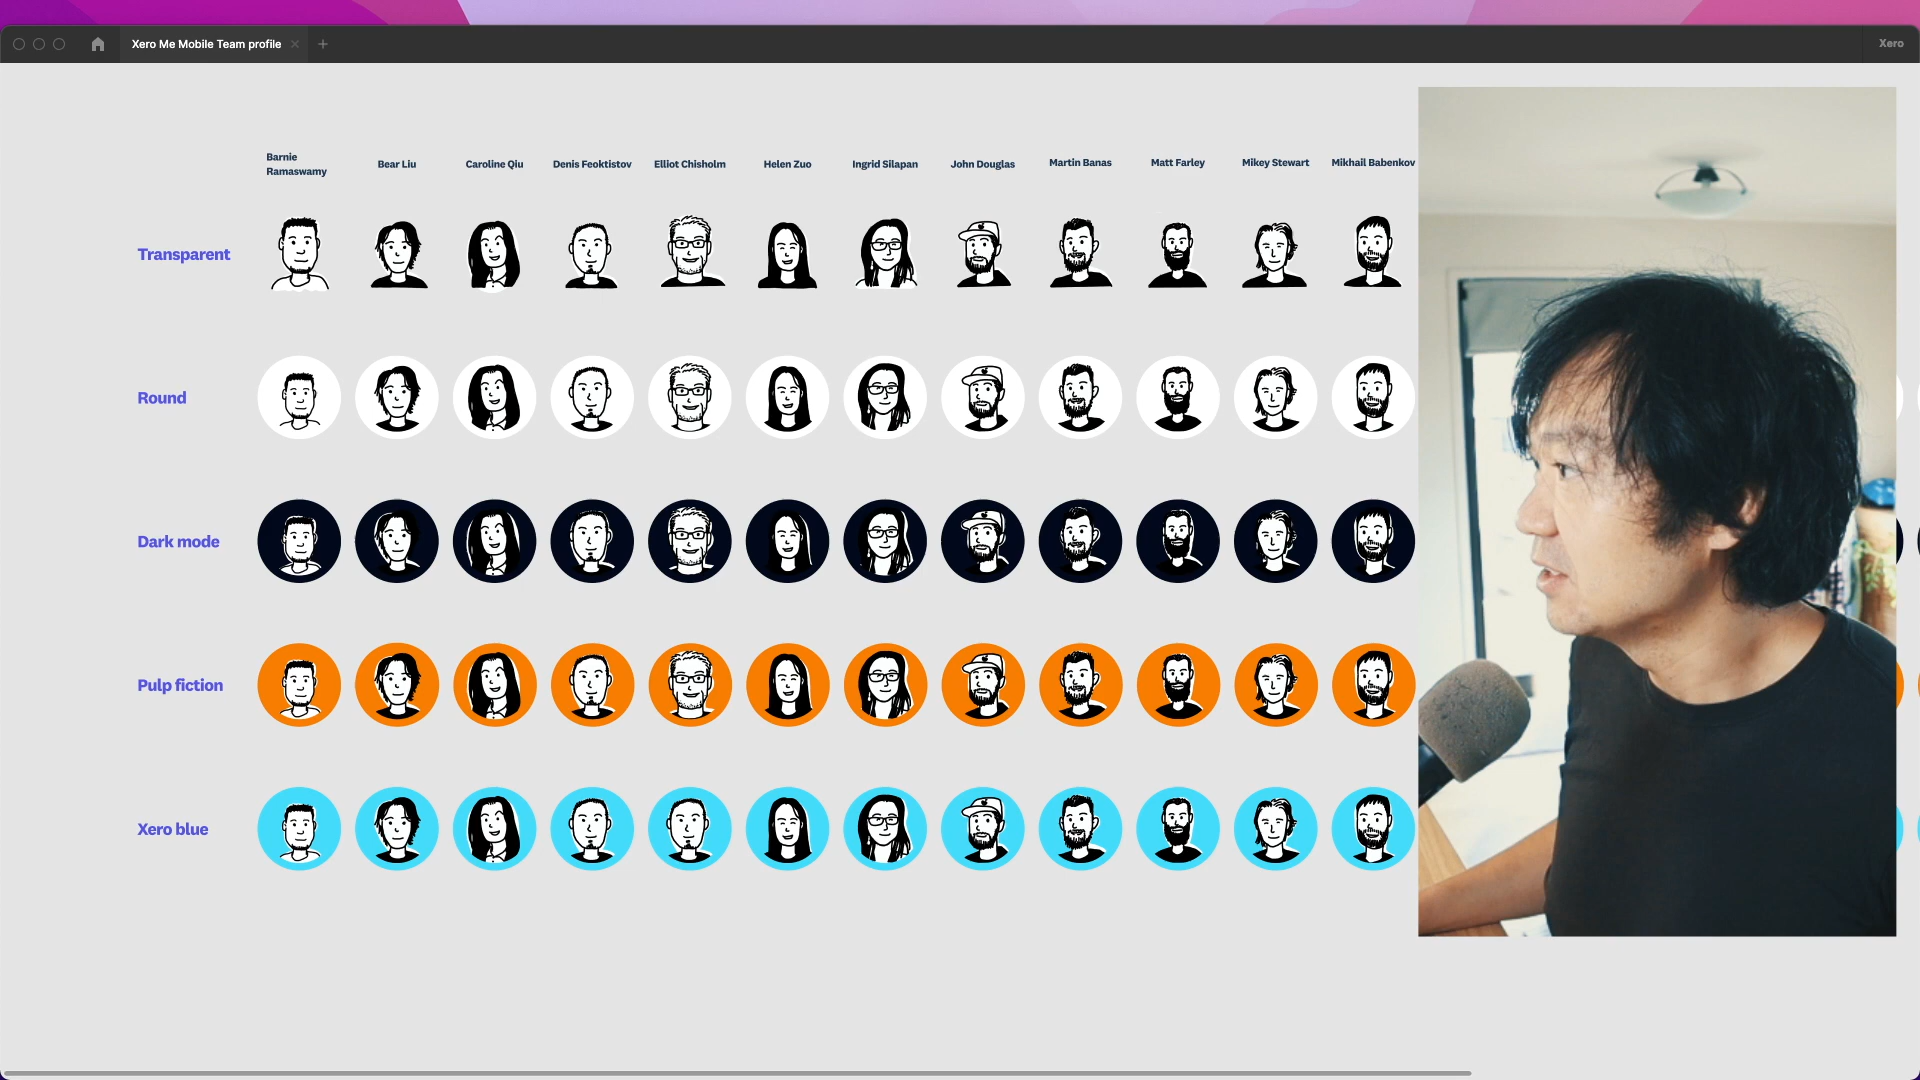 Xero Me Mobile Team profile
Xero
Barnie
Ramaswamy
Bear Liu
Caroline Qiu
Denis Feoktistov
Elliot Chisholm
Helen Zuo
Ingrid Silapan
John Douglas
Martin Banas
Matt Farley
Mikey Stewart
Mikhail Babenkov
Transparent
Round
Dark mode
Pulp fiction
Xero blue